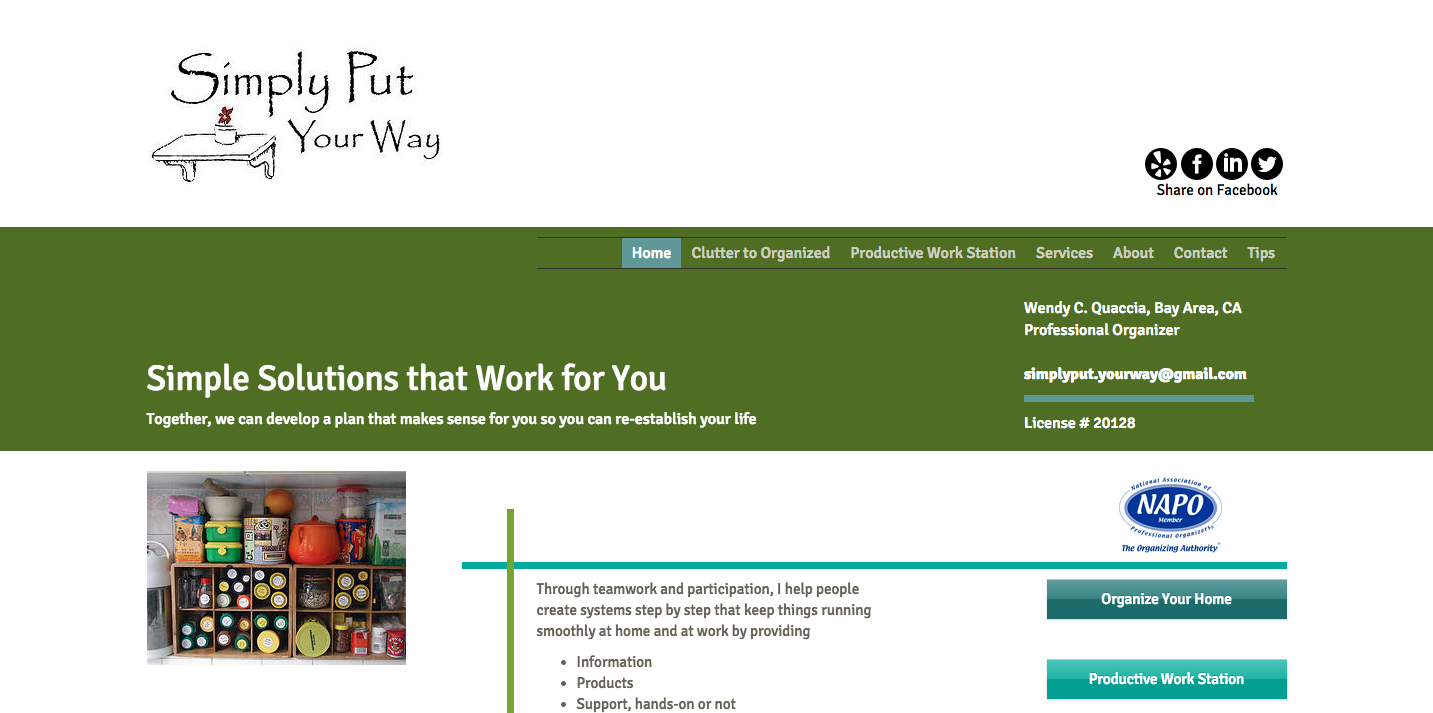 Simply Put
Your Way
Share on Facebook
Home Clutter to Organized Productive Work Station Services About Contact Tips
Wendy C. Quaccia, Bay Area, CA
Professional Organizer
simplyput.yourway@gmail.com
License # 20128
Simple Solutions that Work for You
Together, we can develop a plan that makes sense for you so you can re-establish your life
National Association of
NAPO
Member
Professional Organizers
The Organizing Authority
Through teamwork and participation, I help people
create systems step by step that keep things running
smoothly at home and at work by providing
• Information
• Products
• Support, hands-on or not
Organize Your Home
Productive Work Station